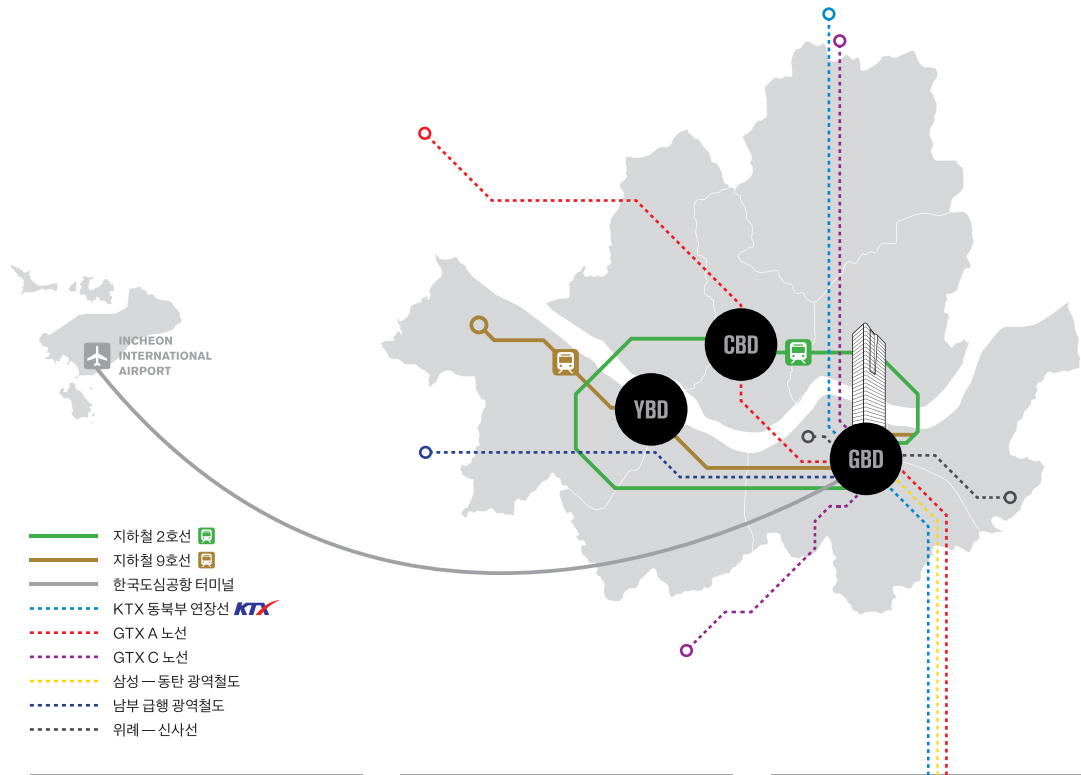 INCHEON
INTERNATIONAL
AIRPORT
CBD
YBD
GBD
지하철 2호선
지하철 9호선
한국도심공항 터미널
KTX 동북부 연장선 KTX
GTX A 노선
GTX C 노선
삼성 — 동탄 광역철도
남부 급행 광역철도
위례 — 신사선